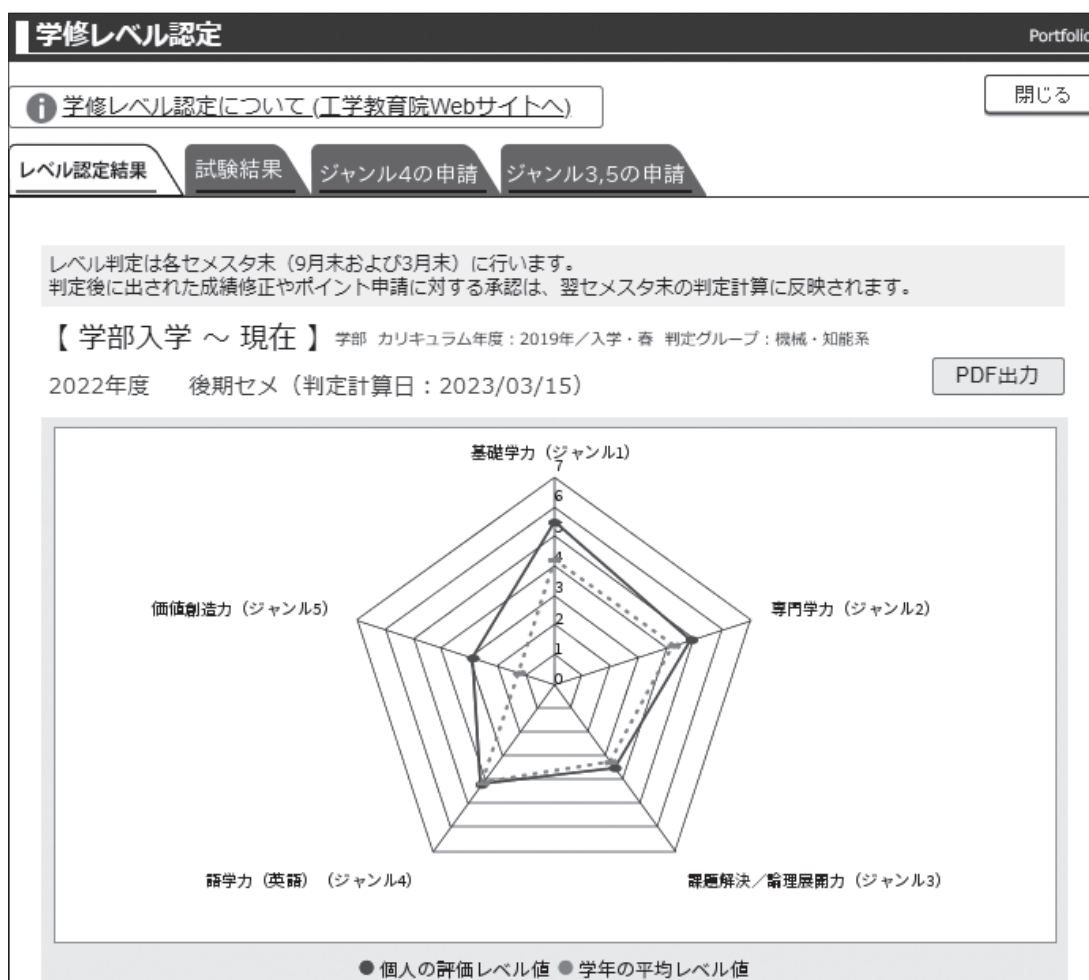 学修レベル認定
Portfolio
学修レベル認定について (工学教育院Webサイトへ)
閉じる
レベル認定結果
試験結果
ジャンル4の申請
ジャンル3,5の申請
レベル判定は各セメスタ末（9月末および3月末）に行います。
判定後に出された成績修正やポイント申請に対する承認は、翌セメスタ末の判定計算に反映されます。
【 学部入学 ～ 現在 】 学部 カリキュラム年度：2019年／入学・春 判定グループ：機械・知能系
2022年度 後期セメ（判定計算日：2023/03/15）
PDF出力
基礎学力（ジャンル1）
7
6
5
4
3
2
1
0
価値創造力（ジャンル5）
専門学力（ジャンル2）
語学力（英語）（ジャンル4）
課題解決／論理展開力（ジャンル3）
●個人の評価レベル値 ●学年の平均レベル値